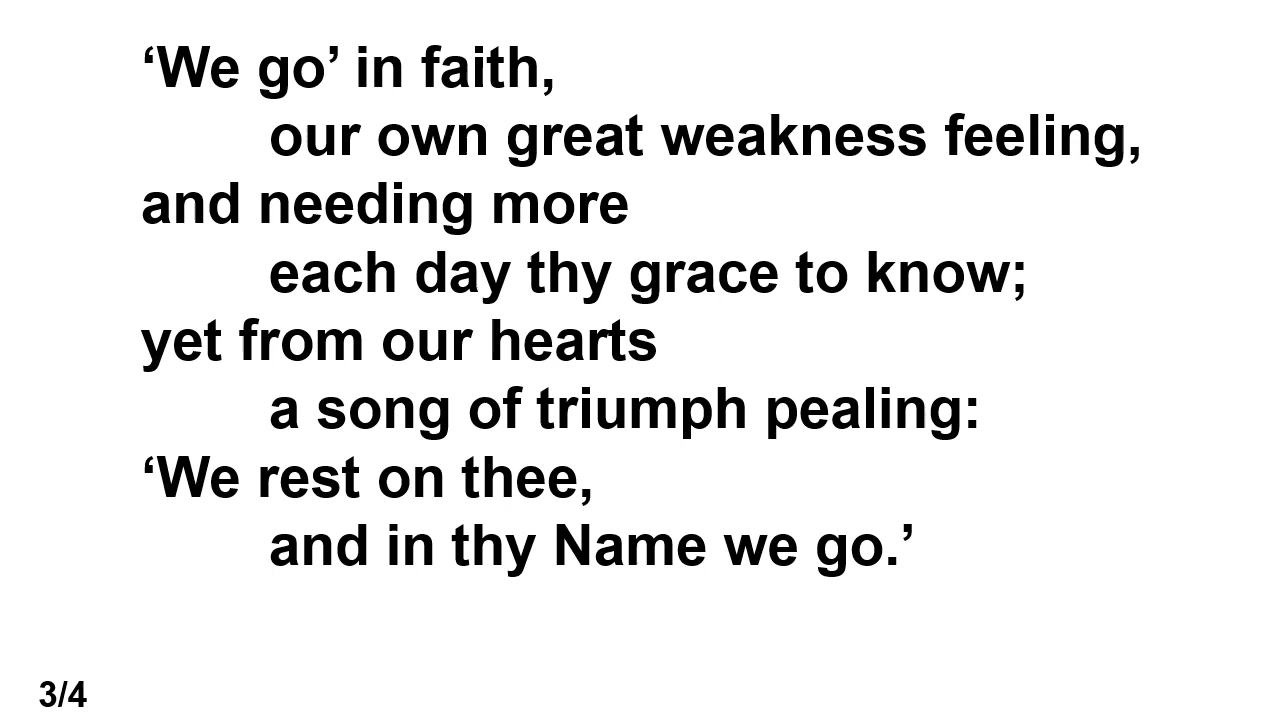 ‘We go’ in faith,
our own great weakness feeling,
and needing more
each day thy grace to know;
yet from our hearts
a song of triumph pealing:
‘We rest on thee,
and in thy Name we go.’
3/4